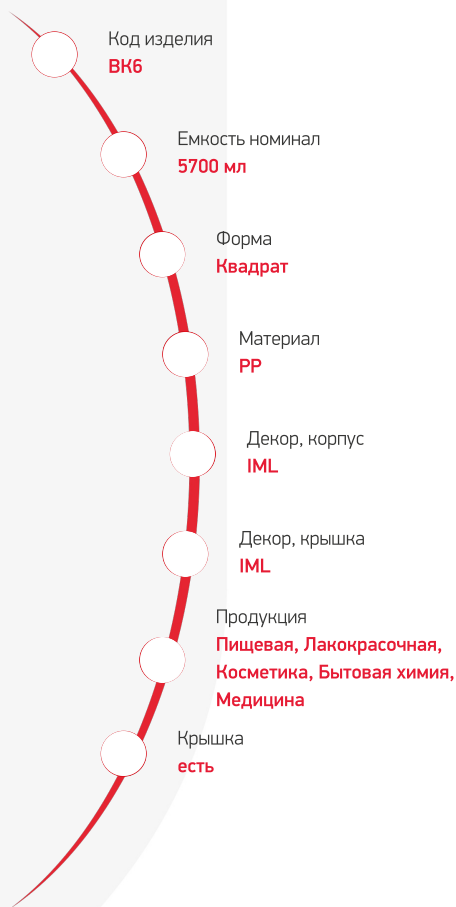 Код изделия
ВК6
Емкость номинал
5700 мл
Форма
Квадрат
Материал
PP
Декор, корпус
IML
Декор, крышка
IML
Продукция
Пищевая, Лакокрасочная,
Косметика, Бытовая химия,
Медицина
Крышка
есть